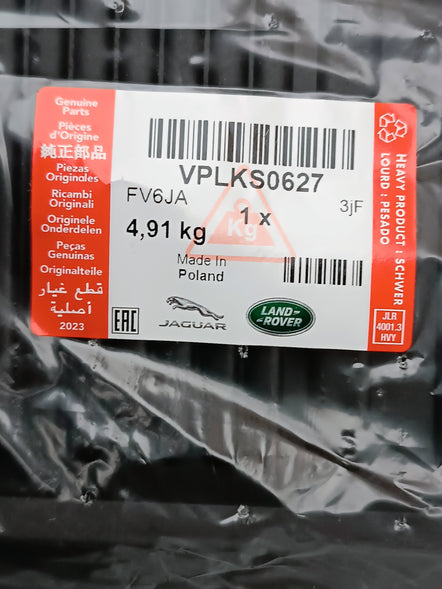 Genuine
Parts
Pièces
d'Origine
純正部品
Piezas
Originales
Ricambi
Originali
Originele
Onderdelen
Peças
Genuinas
Originalteile
قطع غيار
أصلية
2023
VPLKS0627
FV6JA
1 x
3jF
4,91 kg
Kg
Made In
Poland
EAC
JAGUAR
LAND-
-ROVER
HEAVY PRODUCT : SCHWER
LOURD : PESADO
JLR
4001.3
HVY